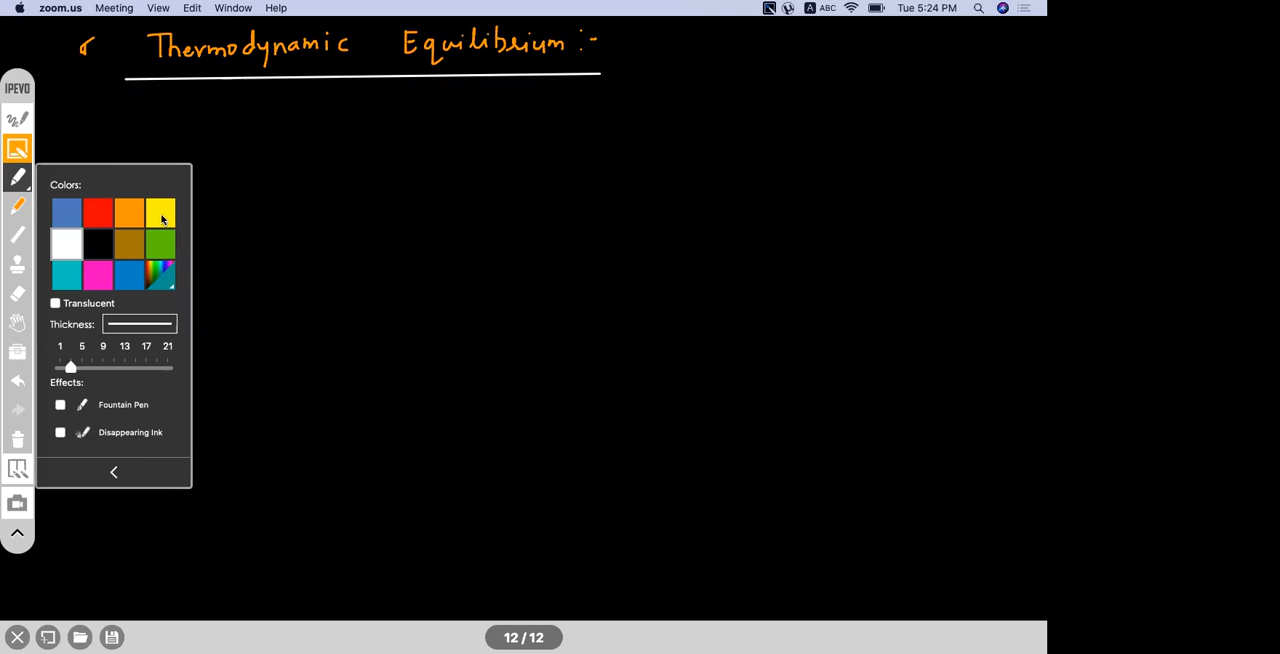 zoom.us Meeting View Edit Window Help A ABC Tue 5:24 PM
Thermodynamic Equilibrium :-
IPEVO
Colors:
Translucent
Thickness:
1 5 9 13 17 21
Effects:
Fountain Pen
Disappearing Ink
12 / 12